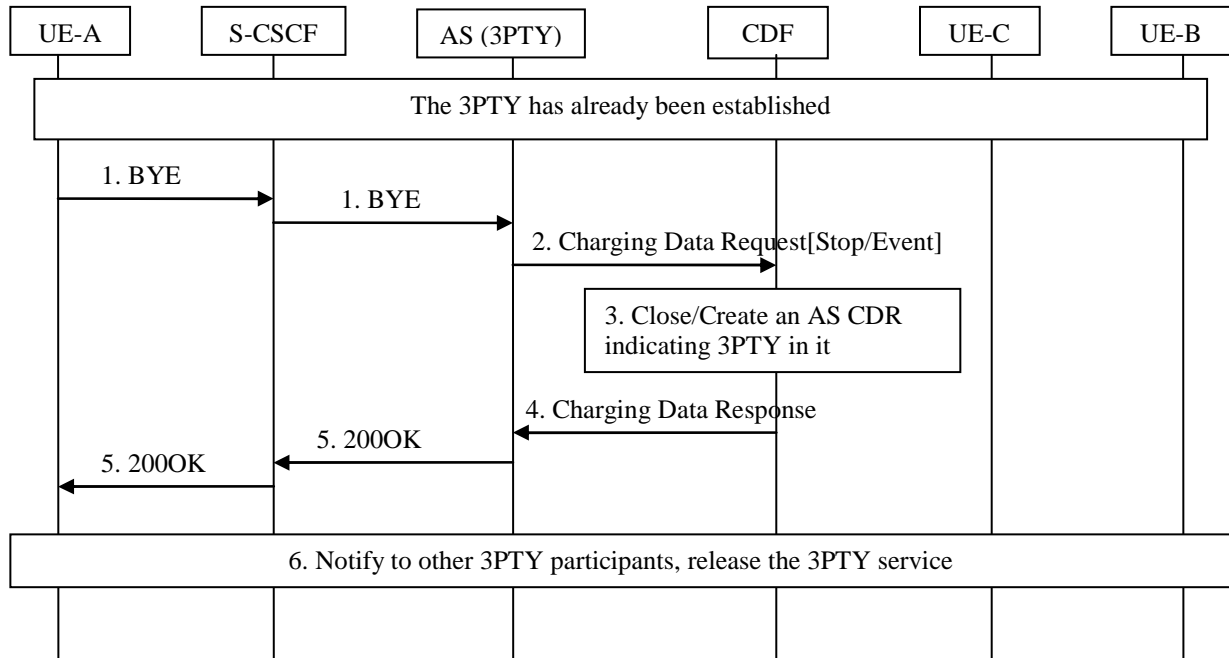 UE-A
S-CSCF
AS (3PTY)
CDF
UE-C
UE-B
The 3PTY has already been established
1. BYE
1. BYE
2. Charging Data Request[Stop/Event]
3. Close/Create an AS CDR
indicating 3PTY in it
4. Charging Data Response
5. 200OK
5. 200OK
6. Notify to other 3PTY participants, release the 3PTY service